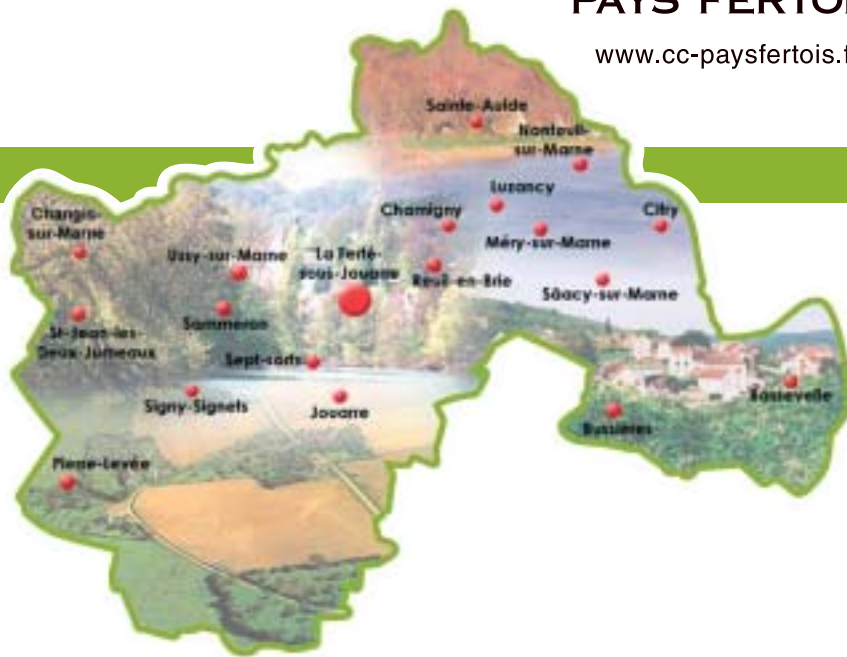 PAYS FERTOI
www.cc-paysfertois.f
Sainte-Aulde
Nanteuil-
sur-Marne
Luzancy
Changis-
sur-Marne
Chamigny
Citry
Ussy-sur-Marne
La Ferté-
sous-Jouarre
Méry-sur-Marne
Reuil-en-Brie
Sâacy-sur-Marne
Sammeron
St-Jean-les-
Deux-Jumeaux
Sept-sorts
Signy-Signets
Jouarre
Bassevelle
Bussières
Pierre-Levée